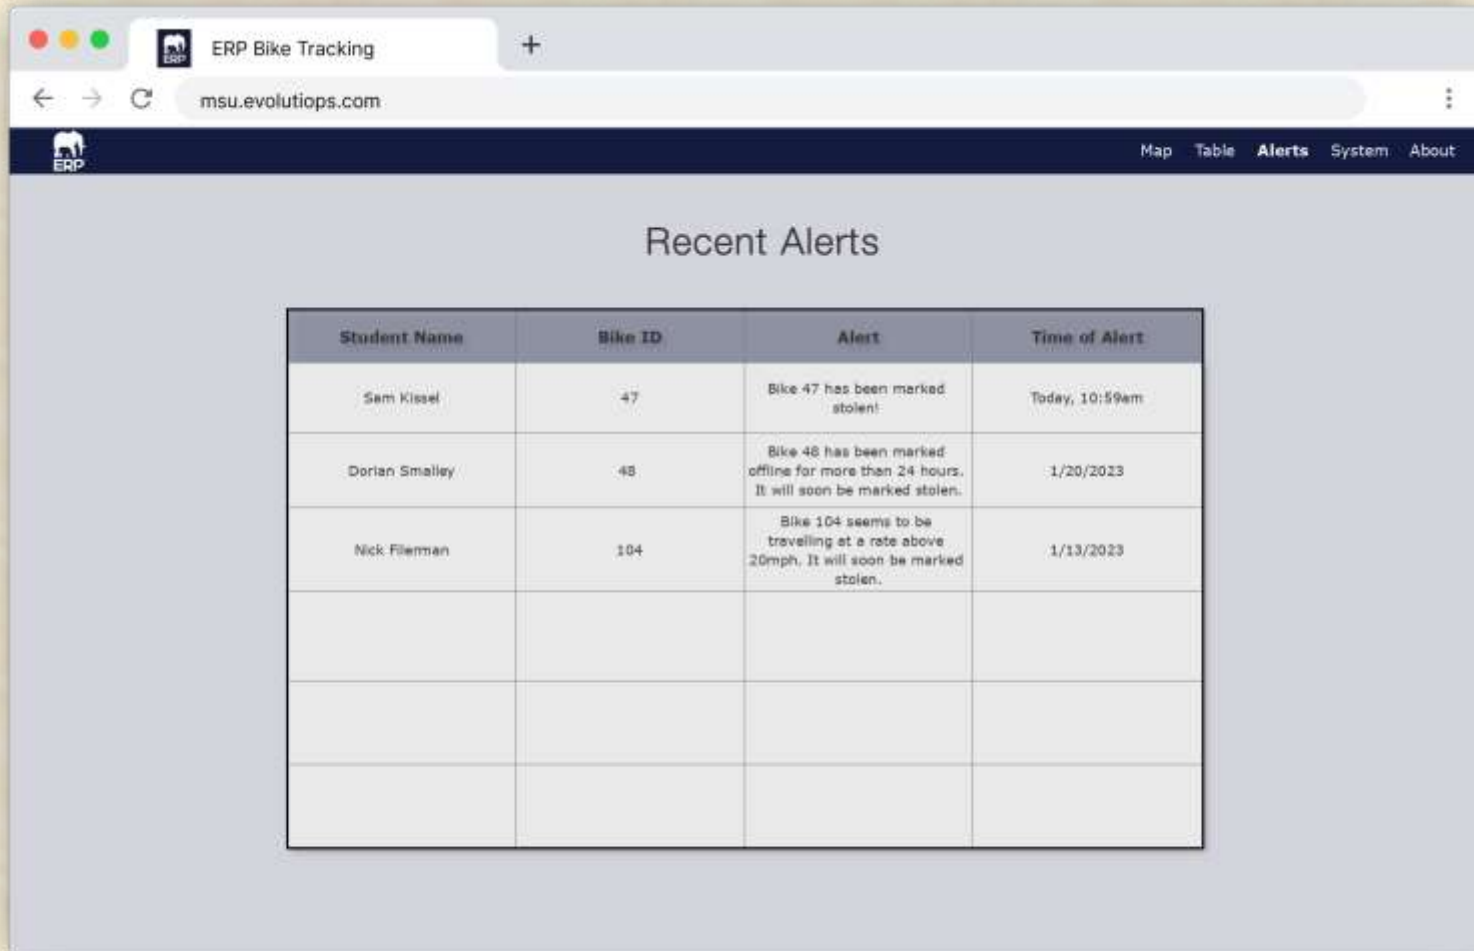 ERP
ERP Bike Tracking
+
msu.evolutiops.com
ERP
Map Table Alerts System About
Recent Alerts
Student Name Bike ID Alert Time of Alert
Sam Kissel 47 Bike 47 has been marked
stolen! Today, 10:59am
Dorian Smalley 48 Bike 48 has been marked
offline for more than 24 hours.
It will soon be marked stolen. 1/20/2023
Nick Filerman 104 Bike 104 seems to be
travelling at a rate above
20mph. It will soon be marked
stolen. 1/13/2023